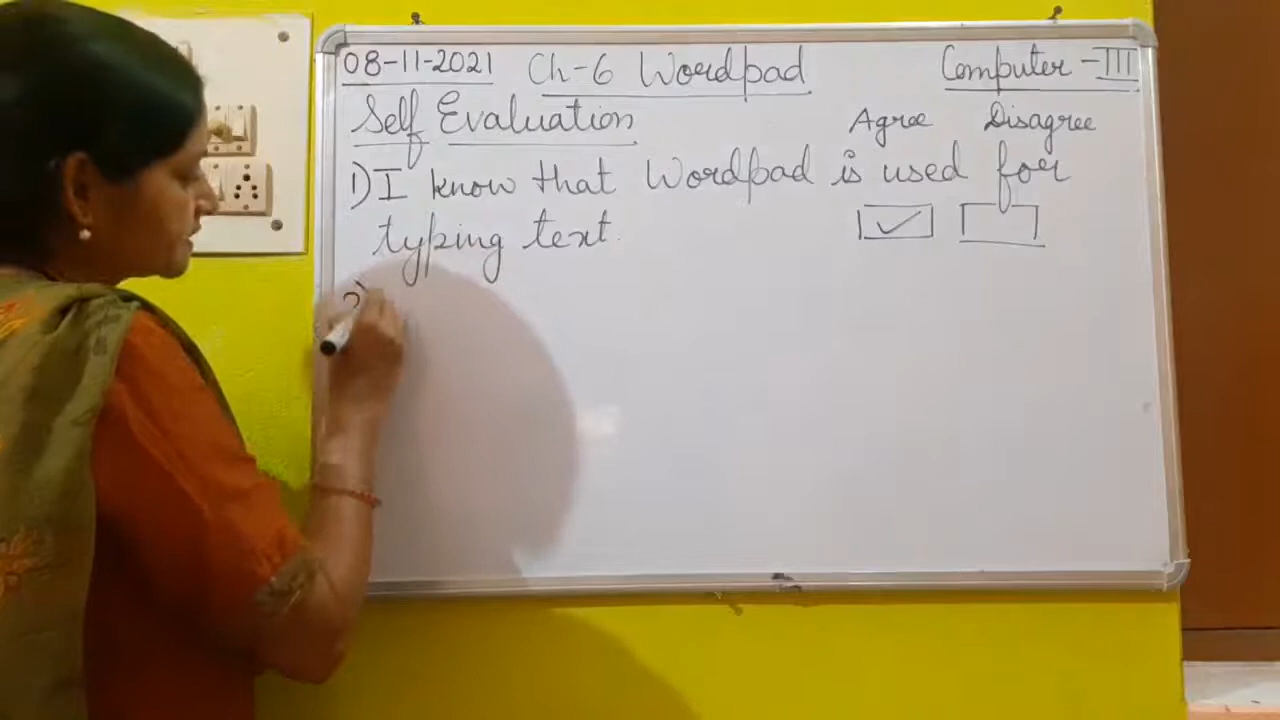 08-11-2021 Ch-6 Wordpad Computer - III
Self Evaluation Agree Disagree
1) I know that Wordpad is used for
typing text. ✓
2)